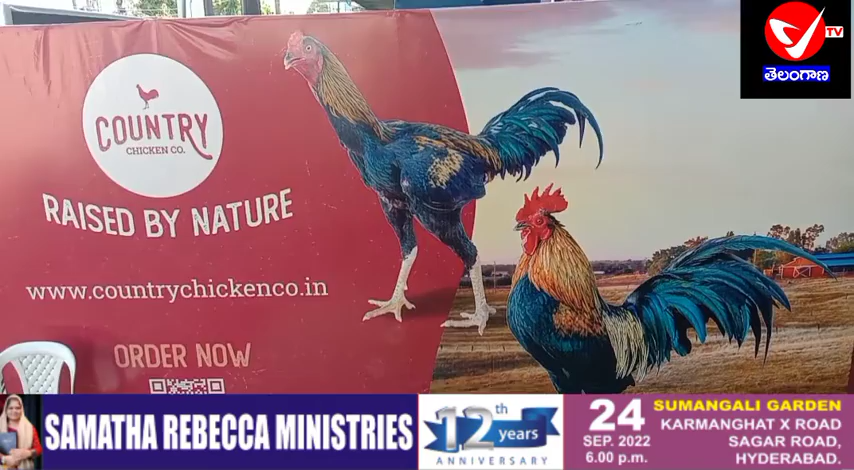 TV
తెలంగాణ
COUNTRY
CHICKEN CO.
RAISED BY NATURE
www.countrychickenco.in
ORDER NOW
SAMATHA REBECCA MINISTRIES
12th
years
ANNIVERSARY
24
SEP. 2022
6.00 p.m.
SUMANGALI GARDEN
KARMANGHAT X ROAD
SAGAR ROAD,
HYDERABAD.